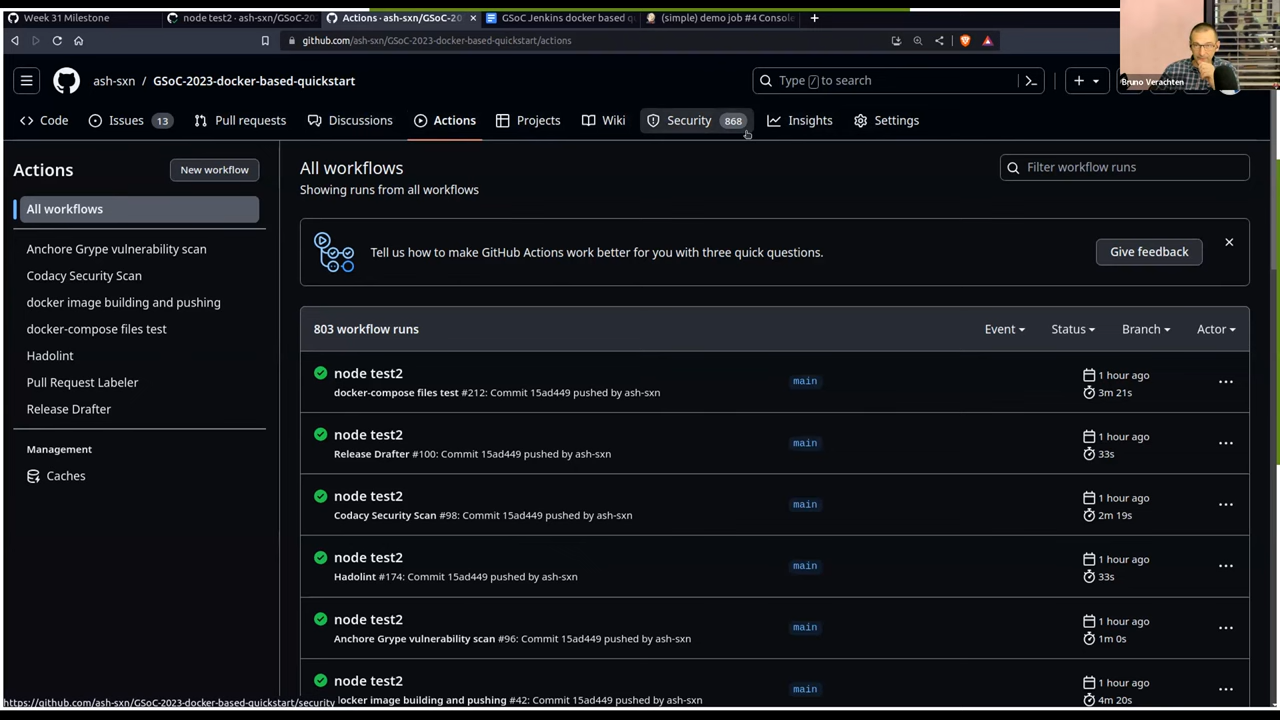 Week 31 Milestone
node test2 · ash-sxn/GSoC-202
Actions · ash-sxn/GSoC-20
GSoC Jenkins docker based qu
(simple) demo job #4 Console
github.com/ash-sxn/GSoC-2023-docker-based-quickstart/actions
Bruno Verachten
ash-sxn / GSoC-2023-docker-based-quickstart
Type / to search
Code
Issues 13
Pull requests
Discussions
Actions
Projects
Wiki
Security 868
Insights
Settings
Actions
New workflow
All workflows
Anchore Grype vulnerability scan
Codacy Security Scan
docker image building and pushing
docker-compose files test
Hadolint
Pull Request Labeler
Release Drafter
Management
Caches
All workflows
Showing runs from all workflows
Filter workflow runs
Tell us how to make GitHub Actions work better for you with three quick questions.
Give feedback
803 workflow runs
Event
Status
Branch
Actor
node test2
docker-compose files test #212: Commit 15ad449 pushed by ash-sxn
main
1 hour ago
3m 21s
node test2
Release Drafter #100: Commit 15ad449 pushed by ash-sxn
main
1 hour ago
33s
node test2
Codacy Security Scan #98: Commit 15ad449 pushed by ash-sxn
main
1 hour ago
2m 19s
node test2
Hadolint #174: Commit 15ad449 pushed by ash-sxn
main
1 hour ago
33s
node test2
Anchore Grype vulnerability scan #96: Commit 15ad449 pushed by ash-sxn
main
1 hour ago
1m 0s
node test2
docker image building and pushing #42: Commit 15ad449 pushed by ash-sxn
main
1 hour ago
4m 20s
https://github.com/ash-sxn/GSoC-2023-docker-based-quickstart/security